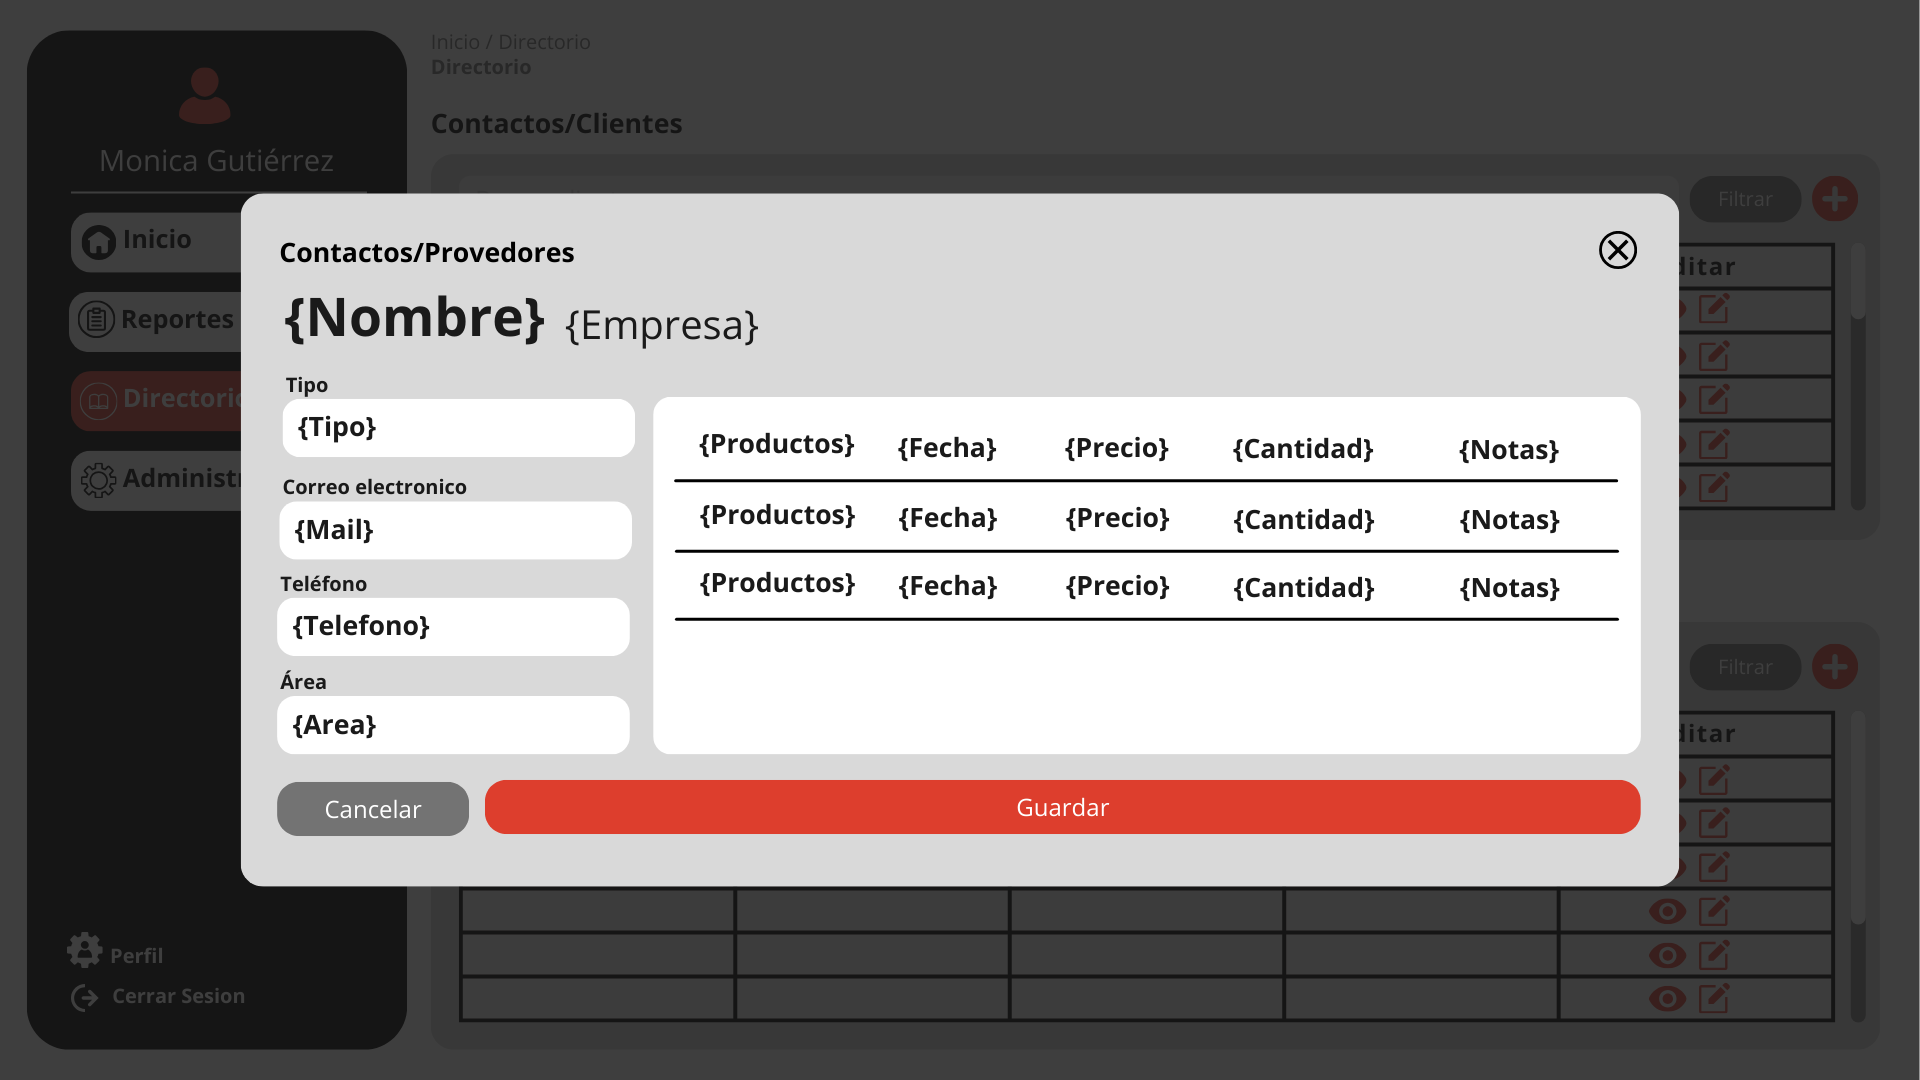 Inicio / Directorio
Directorio
Contactos/Clientes
Monica Gutiérrez
Inicio
Reportes
Directorio
Administr
Perfil
Cerrar Sesion
Filtrar
ditar
Filtrar
ditar
Contactos/Provedores
{Nombre} {Empresa}
Tipo
{Tipo}
Correo electronico
{Mail}
Teléfono
{Telefono}
Área
{Area}
{Productos} {Fecha} {Precio} {Cantidad} {Notas}
{Productos} {Fecha} {Precio} {Cantidad} {Notas}
{Productos} {Fecha} {Precio} {Cantidad} {Notas}
Cancelar
Guardar